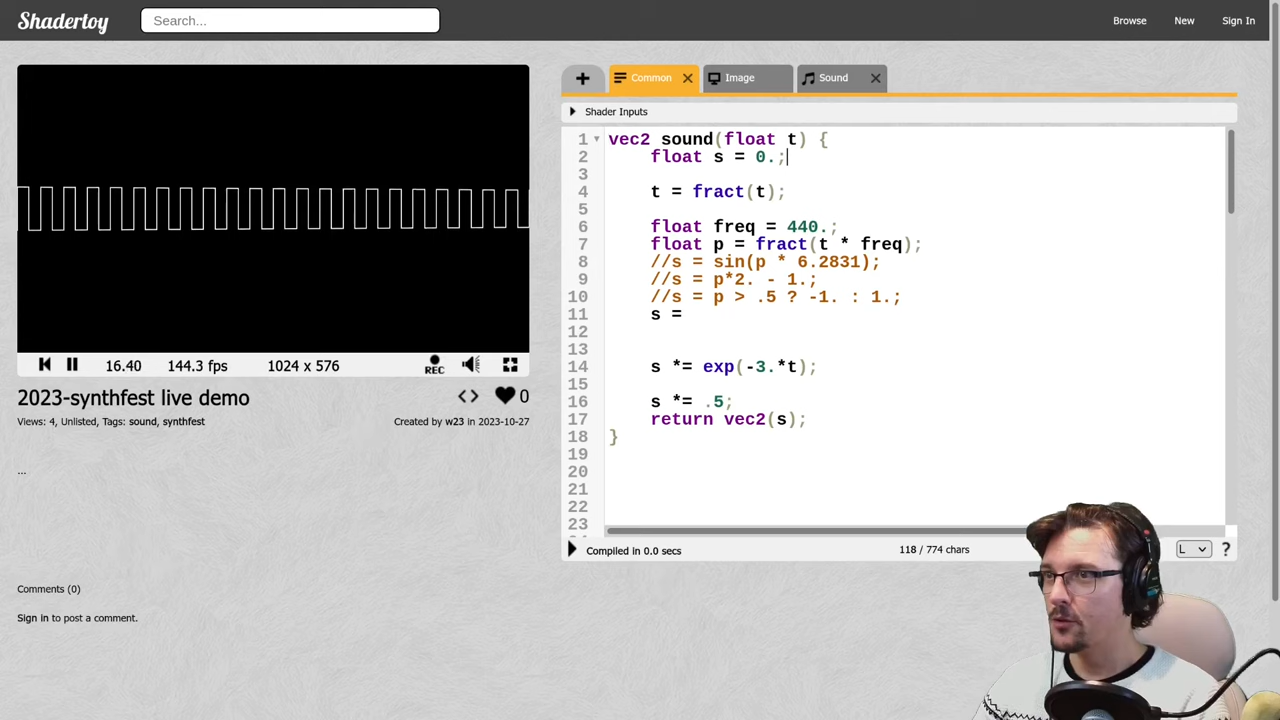 Shadertoy
Search...
Browse
New
Sign In
Common
Image
Sound
Shader Inputs
1 vec2 sound(float t) {
2 float s = 0.;
3
4 t = fract(t);
5
6 float freq = 440.;
7 float p = fract(t * freq);
8 //s = sin(p * 6.2831);
9 //s = p*2. - 1.;
10 //s = p > .5 ? -1. : 1.;
11 s =
12
13
14 s *= exp(-3.*t);
15
16 s *= .5;
17 return vec2(s);
18 }
19
20
21
22
23
16.40
144.3 fps
1024 x 576
REC
2023-synthfest live demo
0
Views: 4, Unlisted, Tags: sound, synthfest
Created by w23 in 2023-10-27
...
Compiled in 0.0 secs
118 / 774 chars
L
?
Comments (0)
Sign in to post a comment.